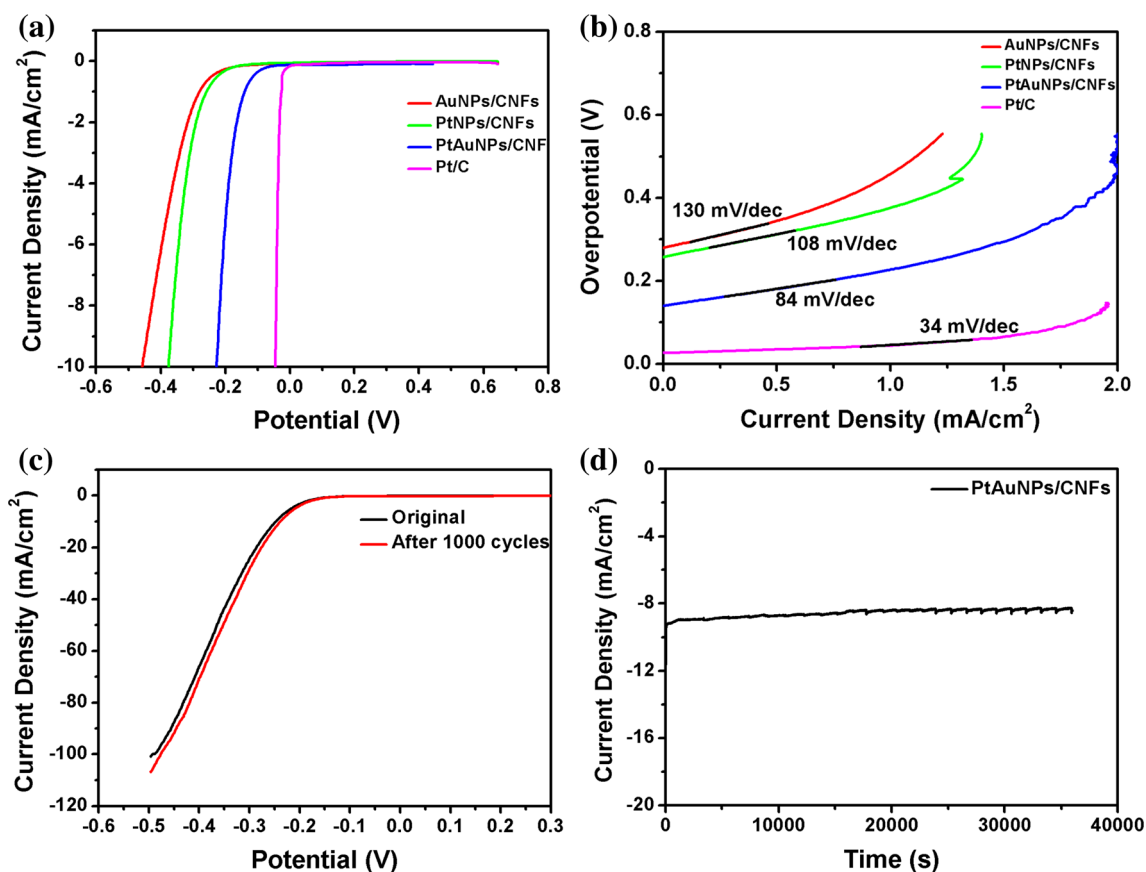 (a)
Current Density (mA/cm²)
0
-2
-4
-6
-8
-10
-0.6 -0.4 -0.2 0.0 0.2 0.4 0.6 0.8
Potential (V)
AuNPs/CNFs
PtNPs/CNFs
PtAuNPs/CNF
Pt/C
(b)
Overpotential (V)
0.8
0.6
0.4
0.2
0.0
0.0 0.5 1.0 1.5 2.0
Current Density (mA/cm²)
AuNPs/CNFs
PtNPs/CNFs
PtAuNPs/CNFs
Pt/C
130 mV/dec
108 mV/dec
84 mV/dec
34 mV/dec
(c)
Current Density (mA/cm²)
0
-20
-40
-60
-80
-100
-120
-0.6 -0.5 -0.4 -0.3 -0.2 -0.1 0.0 0.1 0.2 0.3
Potential (V)
Original
After 1000 cycles
(d)
Current Density (mA/cm²)
0
-4
-8
-12
-16
-20
0 10000 20000 30000 40000
Time (s)
PtAuNPs/CNFs